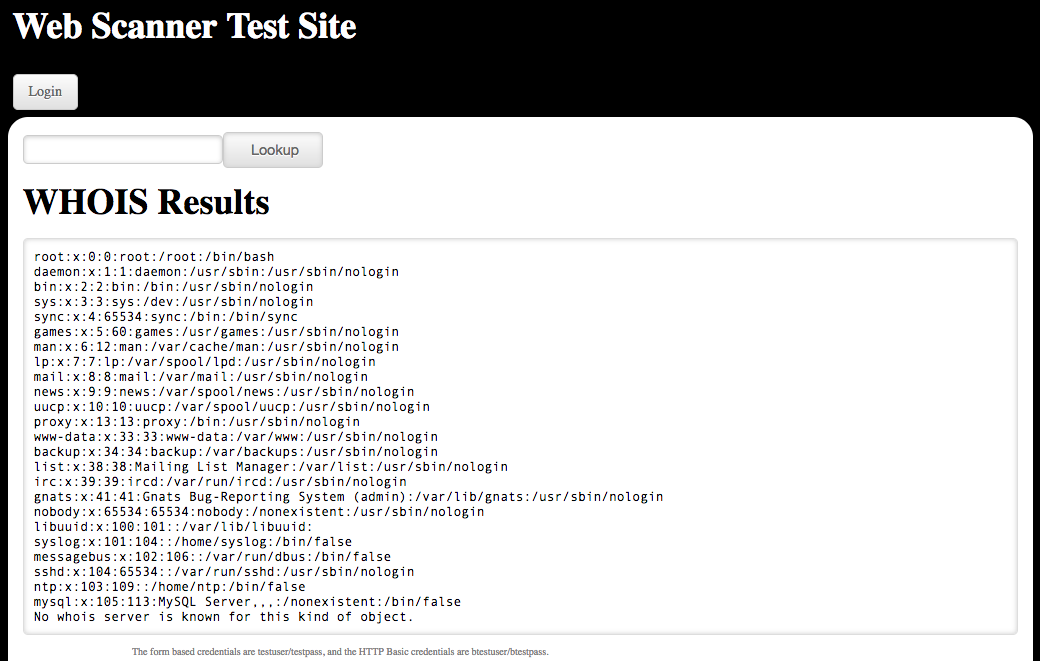 Web Scanner Test Site
Login
Lookup
WHOIS Results
root:x:0:0:root:/root:/bin/bash
daemon:x:1:1:daemon:/usr/sbin:/usr/sbin/nologin
bin:x:2:2:bin:/bin:/usr/sbin/nologin
sys:x:3:3:sys:/dev:/usr/sbin/nologin
sync:x:4:65534:sync:/bin:/bin/sync
games:x:5:60:games:/usr/games:/usr/sbin/nologin
man:x:6:12:man:/var/cache/man:/usr/sbin/nologin
lp:x:7:7:lp:/var/spool/lpd:/usr/sbin/nologin
mail:x:8:8:mail:/var/mail:/usr/sbin/nologin
news:x:9:9:news:/var/spool/news:/usr/sbin/nologin
uucp:x:10:10:uucp:/var/spool/uucp:/usr/sbin/nologin
proxy:x:13:13:proxy:/bin:/usr/sbin/nologin
www-data:x:33:33:www-data:/var/www:/usr/sbin/nologin
backup:x:34:34:backup:/var/backups:/usr/sbin/nologin
list:x:38:38:Mailing List Manager:/var/list:/usr/sbin/nologin
irc:x:39:39:ircd:/var/run/ircd:/usr/sbin/nologin
gnats:x:41:41:Gnats Bug-Reporting System (admin):/var/lib/gnats:/usr/sbin/nologin
nobody:x:65534:65534:nobody:/nonexistent:/usr/sbin/nologin
libuuid:x:100:101::/var/lib/libuuid:
syslog:x:101:104::/home/syslog:/bin/false
messagebus:x:102:106::/var/run/dbus:/bin/false
sshd:x:104:65534::/var/run/sshd:/usr/sbin/nologin
ntp:x:103:109::/home/ntp:/bin/false
mysql:x:105:113:MySQL Server,,,:/nonexistent:/bin/false
No whois server is known for this kind of object.
The form based credentials are testuser/testpass, and the HTTP Basic credentials are btestuser/btestpass.